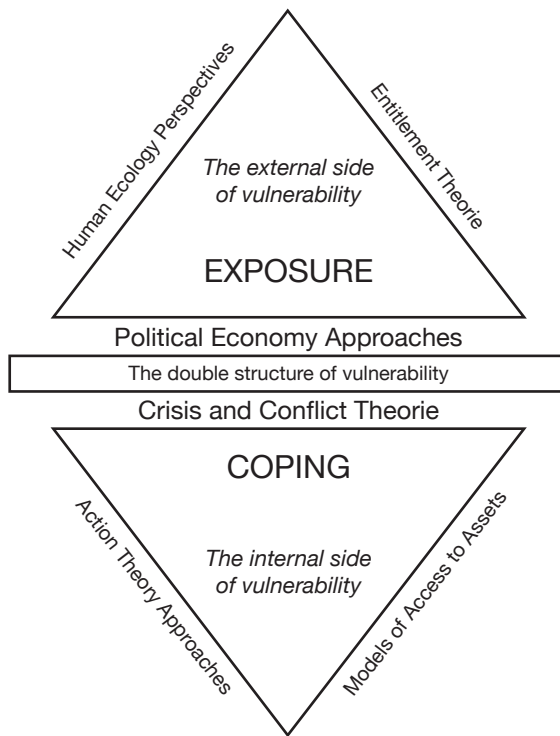 Human Ecology Perspectives
Entitlement Theorie
The external side
of vulnerability
EXPOSURE
Political Economy Approaches
The double structure of vulnerability
Crisis and Conflict Theorie
COPING
Action Theory Approaches
Models of Access to Assets
The internal side
of vulnerability